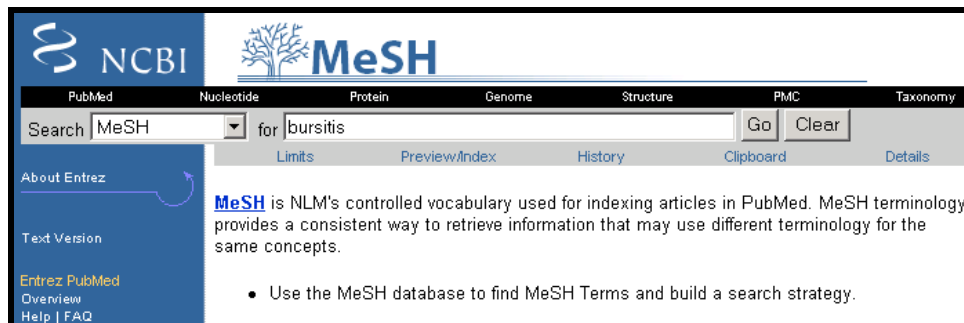 NCBI MeSH
PubMed Nucleotide Protein Genome Structure PMC Taxonomy
Search MeSH for bursitis Go Clear
Limits Preview/Index History Clipboard Details
About Entrez
MeSH is NLM's controlled vocabulary used for indexing articles in PubMed. MeSH terminology
provides a consistent way to retrieve information that may use different terminology for the
same concepts.
Text Version
Entrez PubMed
Overview
Help | FAQ
• Use the MeSH database to find MeSH Terms and build a search strategy.